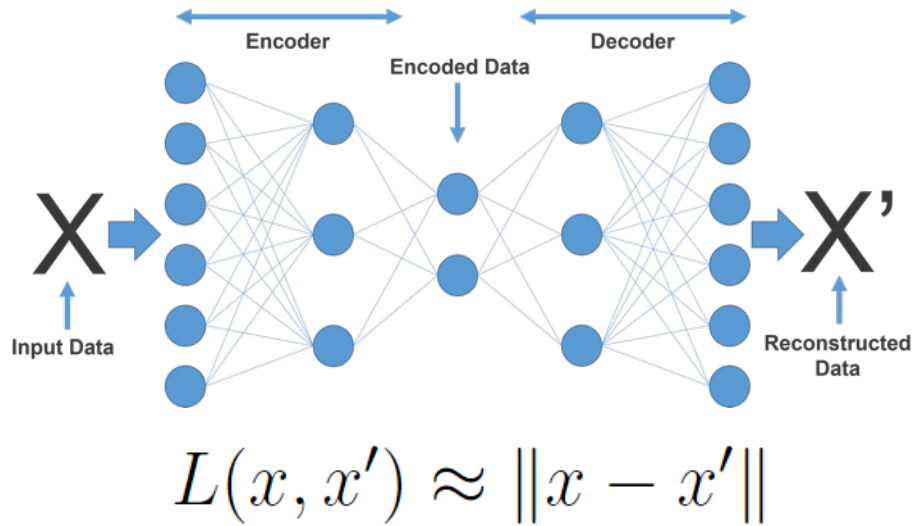 Encoder
Decoder
Encoded Data
X
X’
Input Data
Reconstructed
Data
L(x, x′) ≈ ‖x − x′‖